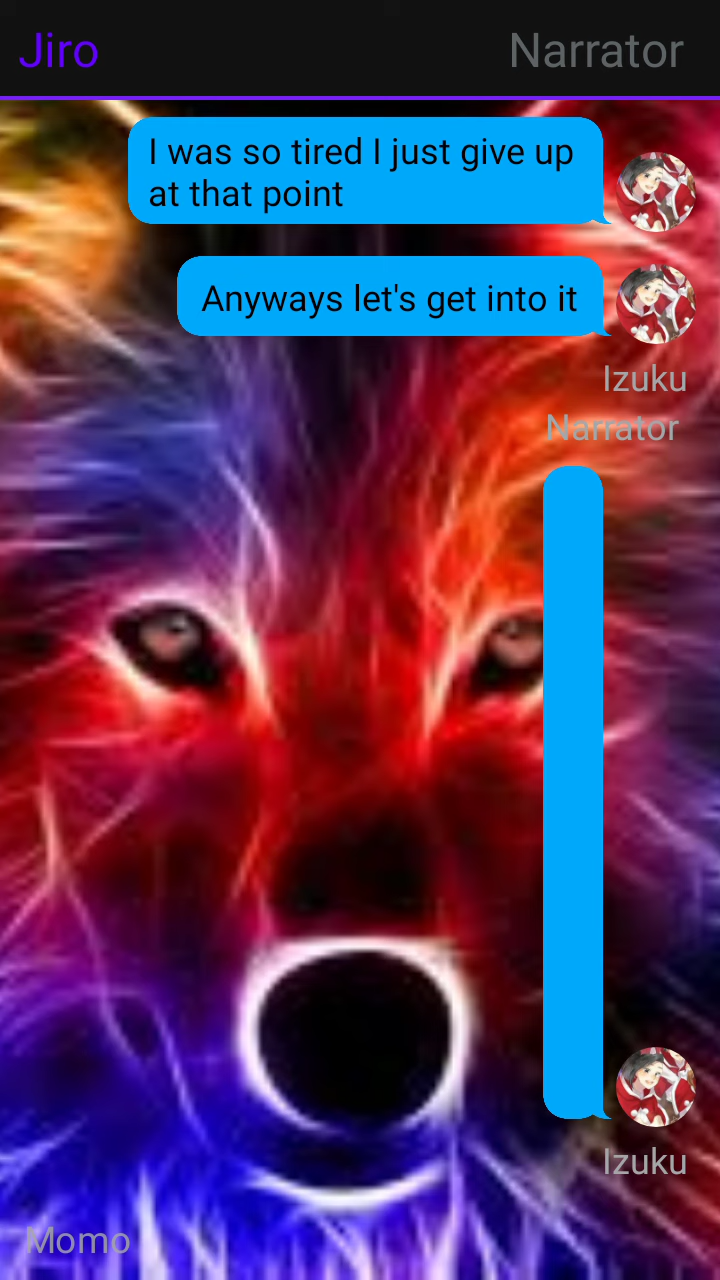 Jiro
Narrator
I was so tired I just give up
at that point
Anyways let's get into it
Izuku
Narrator
Izuku
Momo